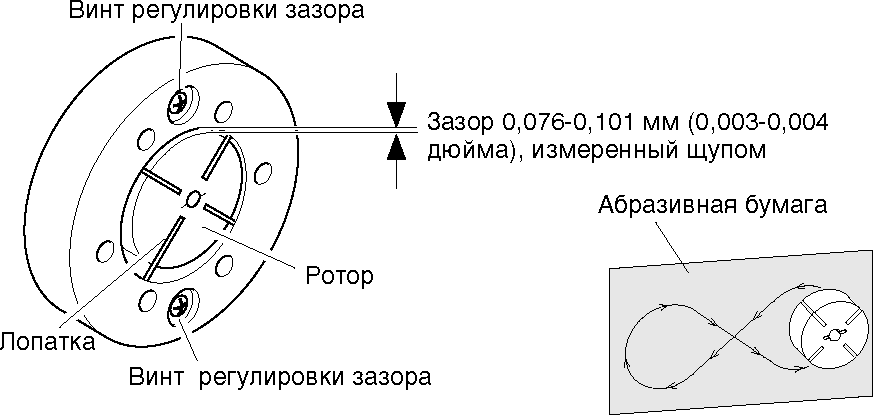 Винт регулировки зазора
Зазор 0,076-0,101 мм (0,003-0,004
дюйма), измеренный щупом
Абразивная бумага
Ротор
Лопатка
Винт регулировки зазора